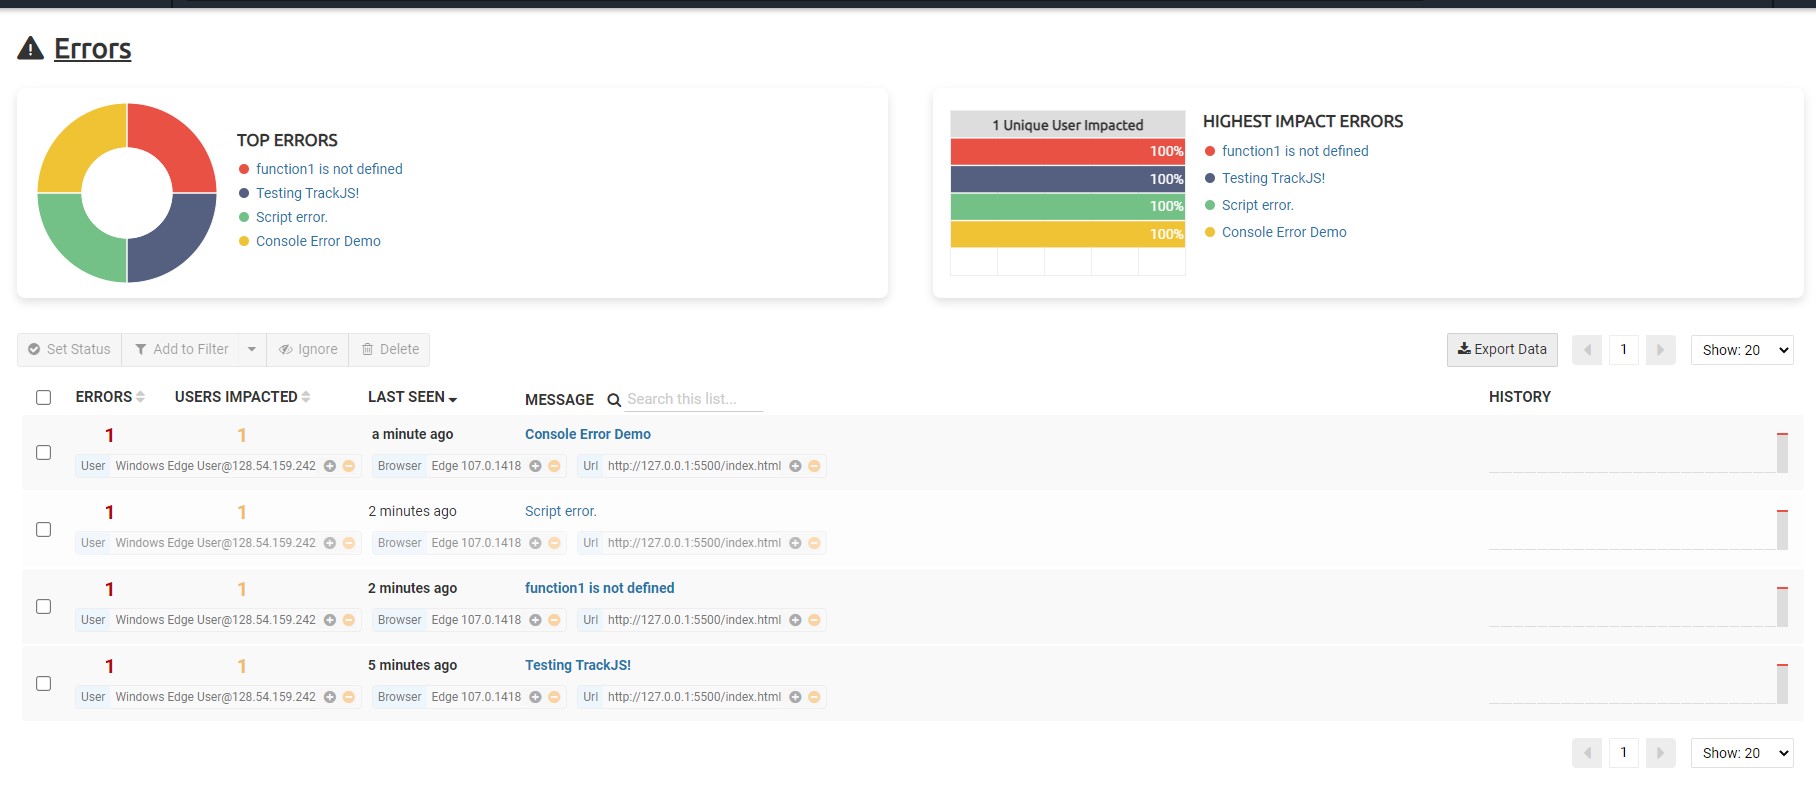 Errors
TOP ERRORS
function1 is not defined
Testing TrackJS!
Script error.
Console Error Demo
1 Unique User Impacted
100%
100%
100%
100%
HIGHEST IMPACT ERRORS
function1 is not defined
Testing TrackJS!
Script error.
Console Error Demo
Set Status Add to Filter Ignore Delete
Export Data 1 Show: 20
ERRORS USERS IMPACTED LAST SEEN MESSAGE Search this list... HISTORY
1 1 a minute ago Console Error Demo
User Windows Edge User@128.54.159.242 Browser Edge 107.0.1418 Url http://127.0.0.1:5500/index.html
1 1 2 minutes ago Script error.
User Windows Edge User@128.54.159.242 Browser Edge 107.0.1418 Url http://127.0.0.1:5500/index.html
1 1 2 minutes ago function1 is not defined
User Windows Edge User@128.54.159.242 Browser Edge 107.0.1418 Url http://127.0.0.1:5500/index.html
1 1 5 minutes ago Testing TrackJS!
User Windows Edge User@128.54.159.242 Browser Edge 107.0.1418 Url http://127.0.0.1:5500/index.html
1 Show: 20